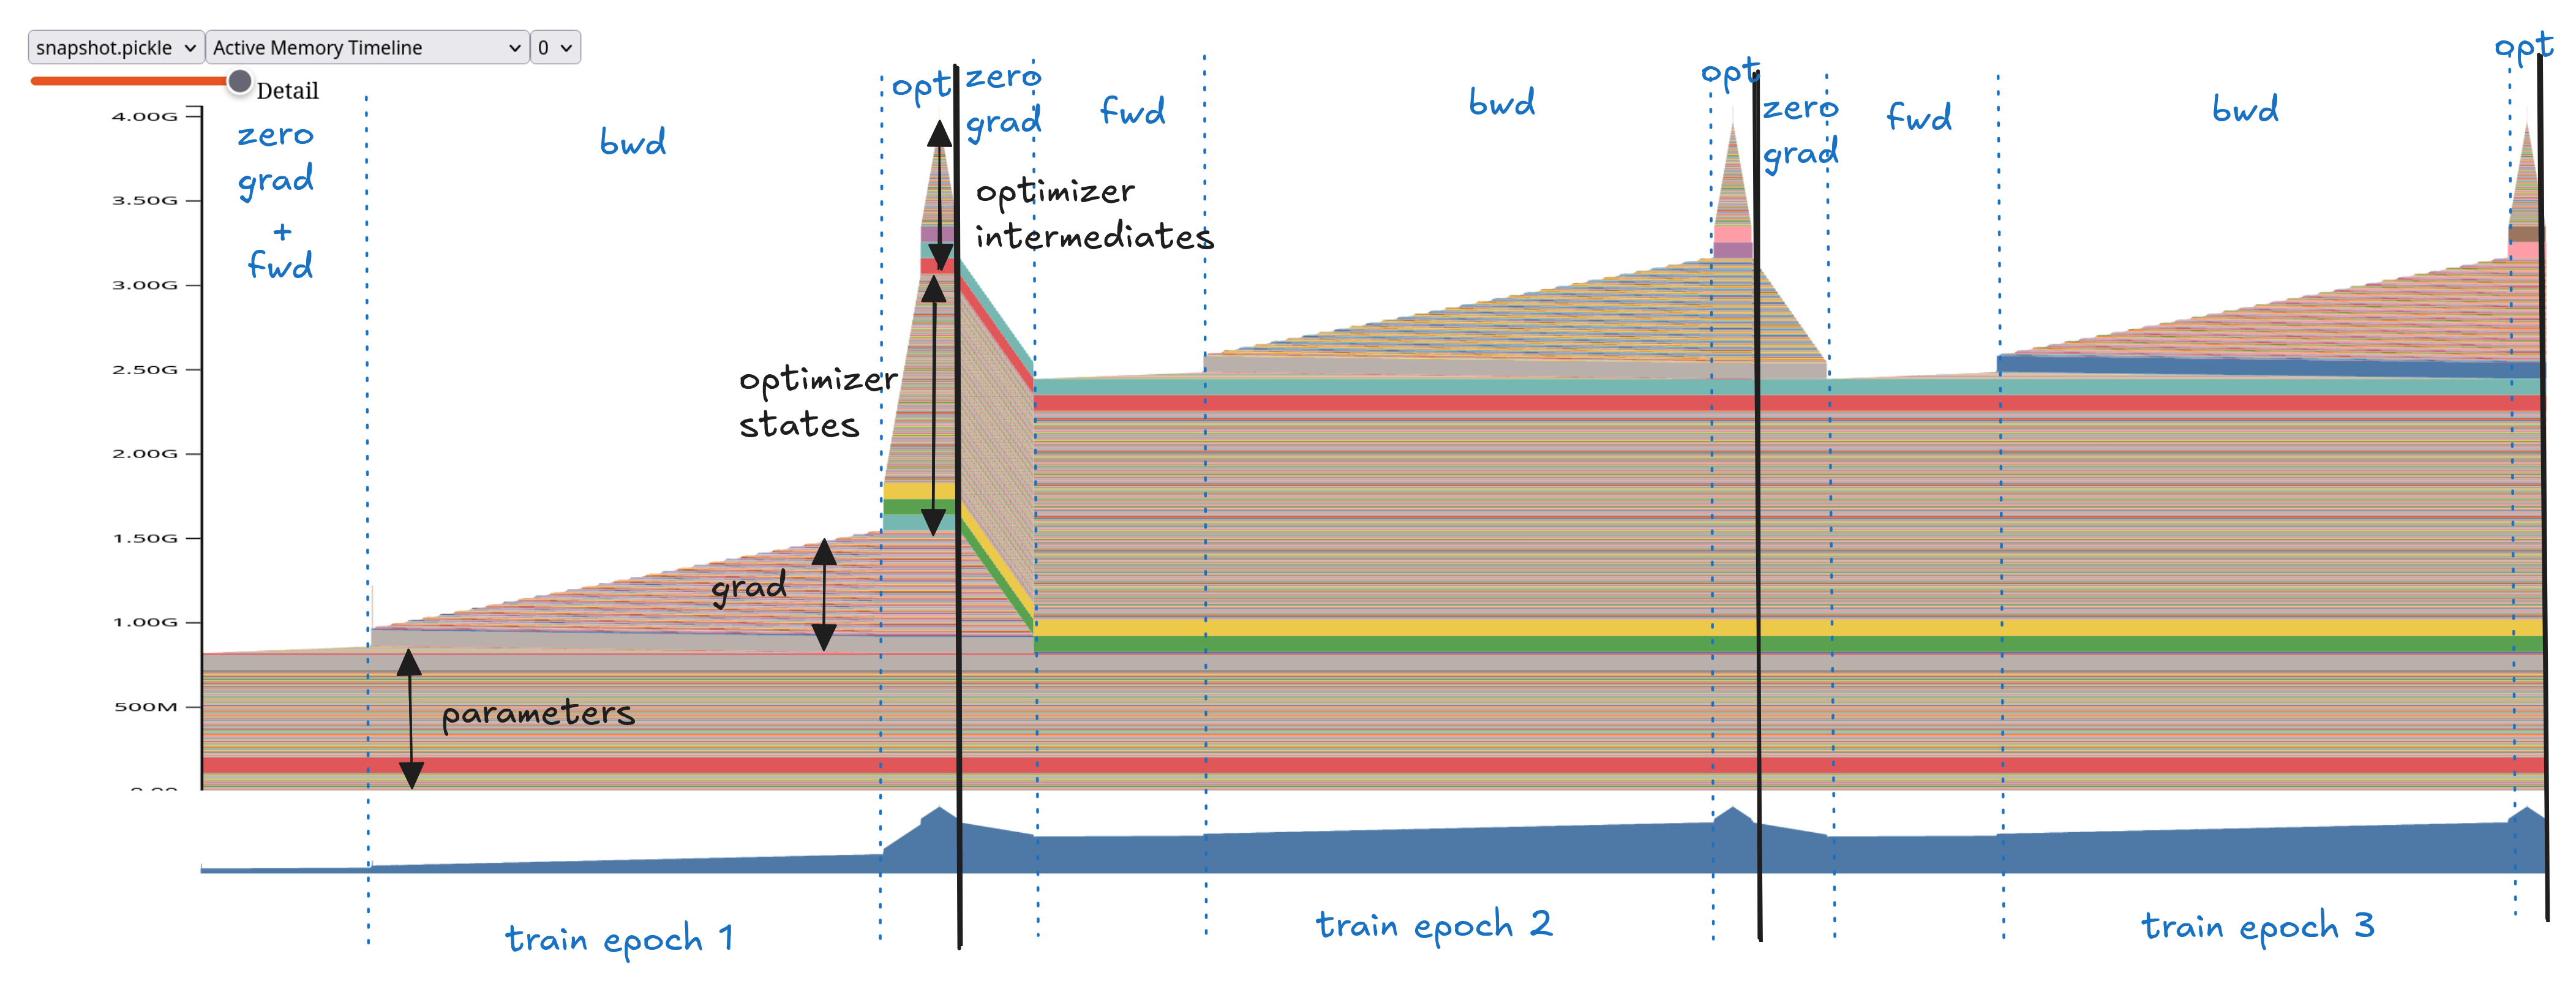 snapshot.pickle Active Memory Timeline 0
Detail
4.00G
3.50G
3.00G
2.50G
2.00G
1.50G
1.00G
500M
zero
grad
+
fwd
bwd
opt
zero
grad
fwd
bwd
opt
zero
grad
fwd
bwd
opt
optimizer
intermediates
optimizer
states
grad
parameters
train epoch 1
train epoch 2
train epoch 3